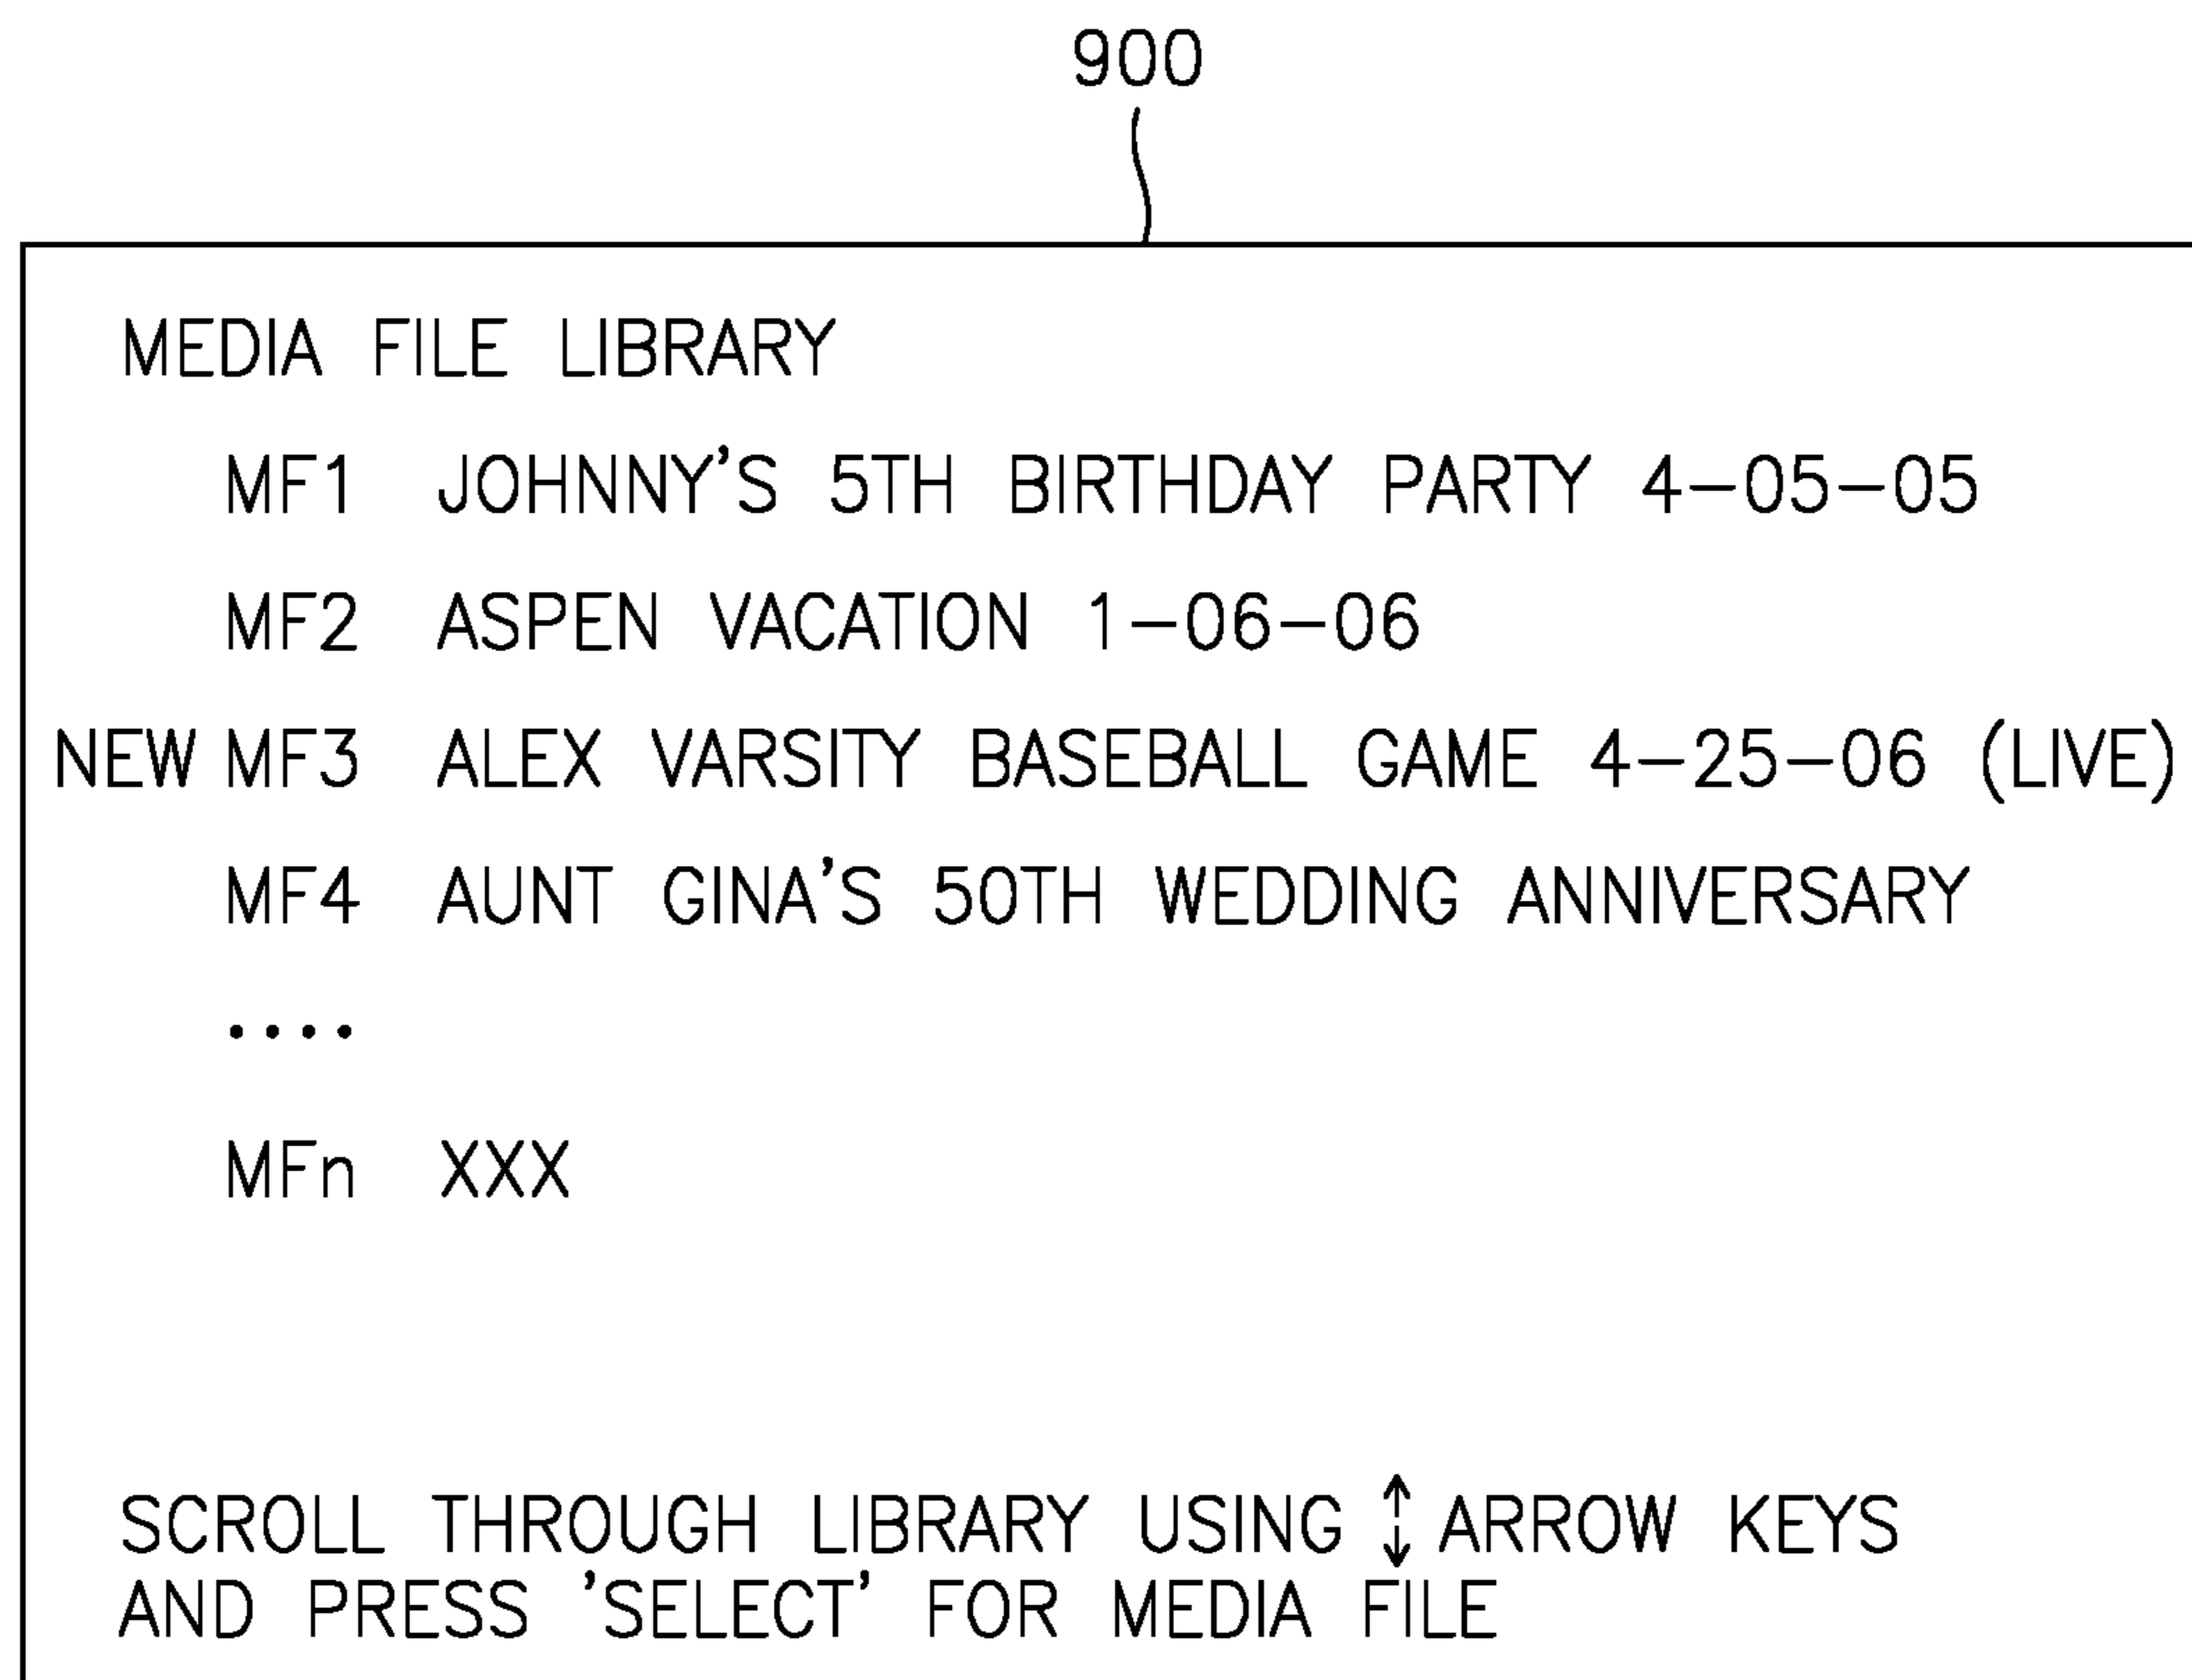 900
MEDIA FILE LIBRARY
MF1 JOHNNY'S 5TH BIRTHDAY PARTY 4-05-05
MF2 ASPEN VACATION 1-06-06
NEW MF3 ALEX VARSITY BASEBALL GAME 4-25-06 (LIVE)
MF4 AUNT GINA'S 50TH WEDDING ANNIVERSARY
....
MFn XXX
SCROLL THROUGH LIBRARY USING ↕ ARROW KEYS
AND PRESS 'SELECT' FOR MEDIA FILE